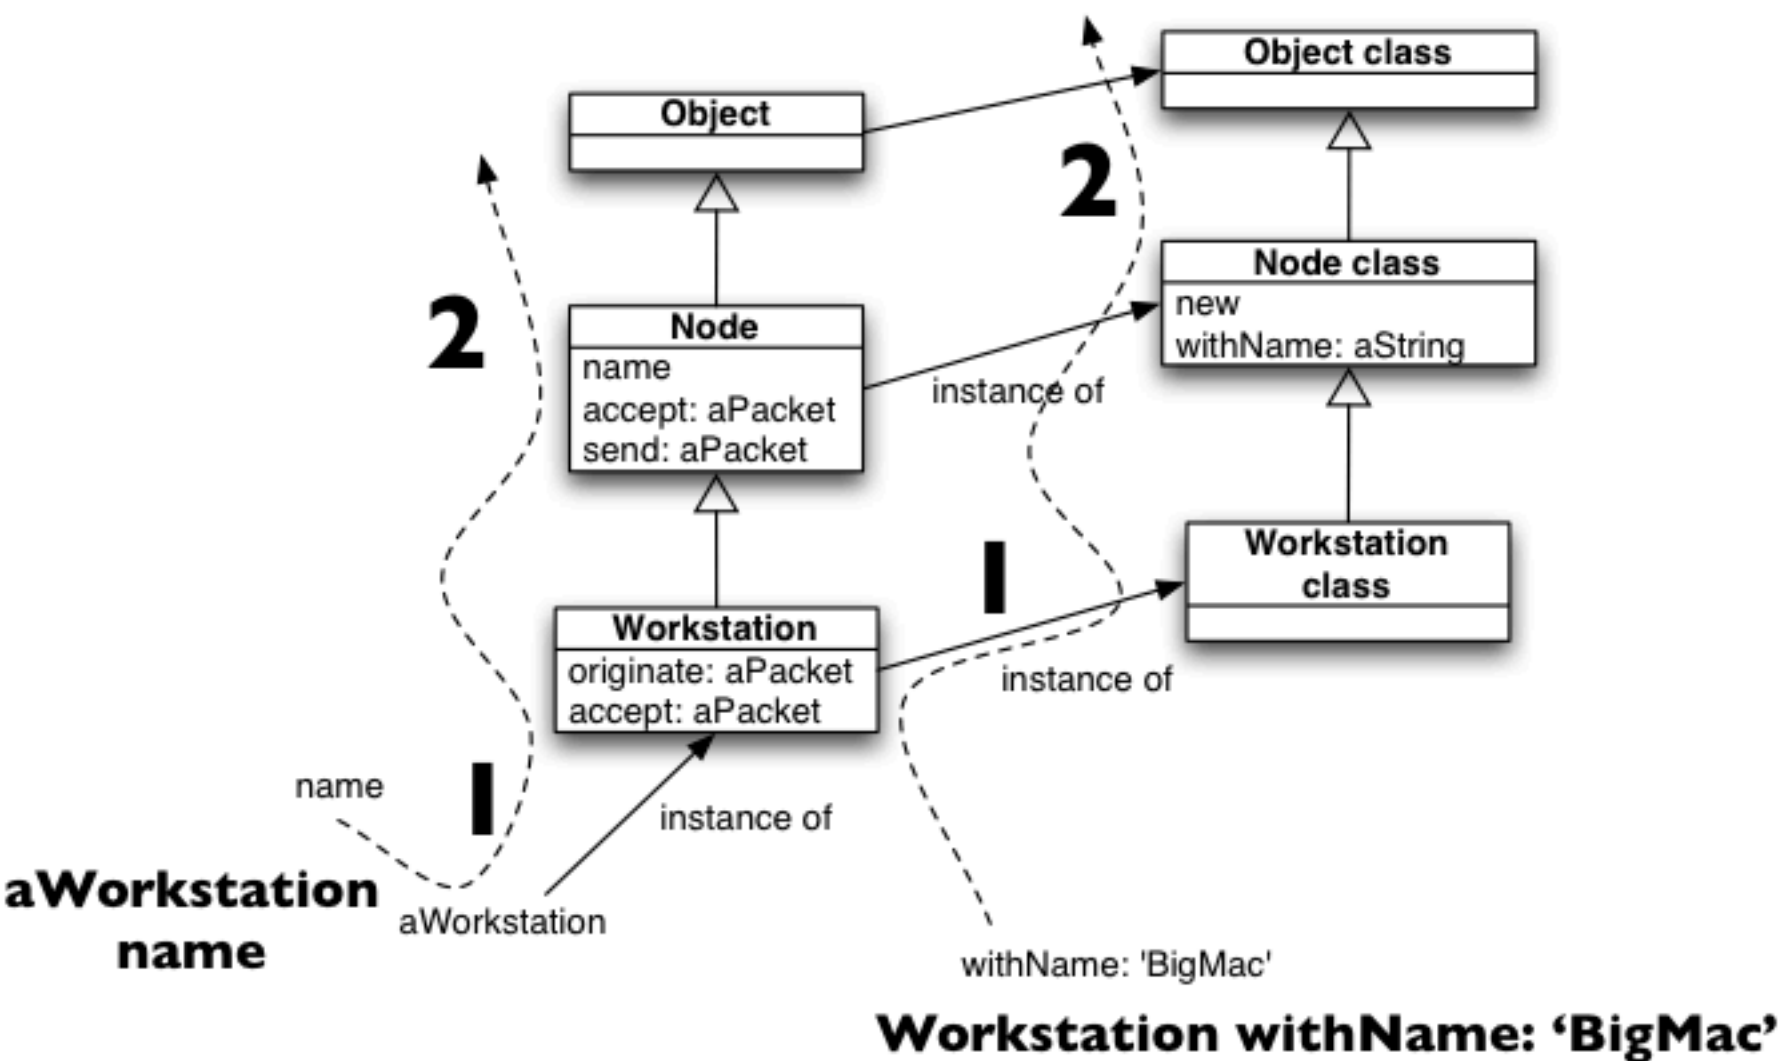 Object class
Object
2
Node class
new
withName: aString
2
Node
name
accept: aPacket
send: aPacket
instance of
Workstation
class
1
Workstation
originate: aPacket
accept: aPacket
instance of
name
1
instance of
aWorkstation
name
aWorkstation
withName: 'BigMac'
Workstation withName: ‘BigMac’